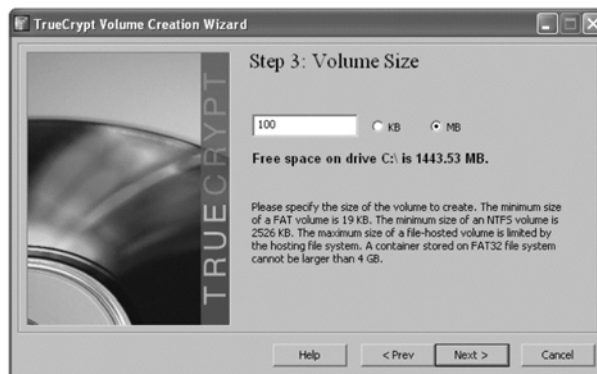 TrueCrypt Volume Creation Wizard
TRUECRYPT
Step 3: Volume Size
100
KB
MB
Free space on drive C:\ is 1443.53 MB.
Please specify the size of the volume to create. The minimum size
of a FAT volume is 19 KB. The minimum size of an NTFS volume is
2526 KB. The maximum size of a file-hosted volume is limited by
the hosting file system. A container stored on FAT32 file system
cannot be larger than 4 GB.
Help
< Prev
Next >
Cancel